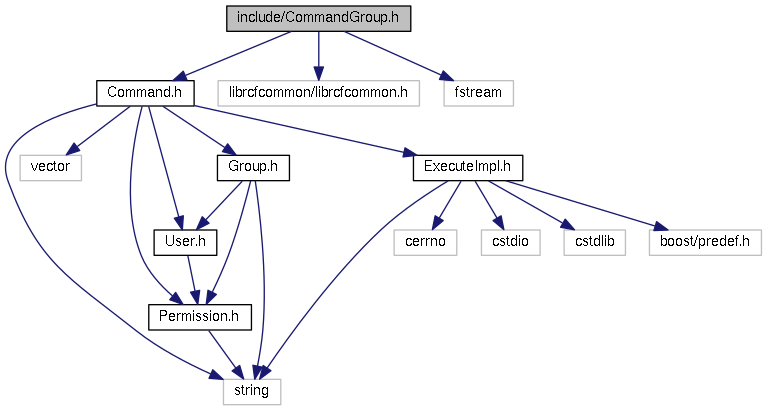 include/CommandGroup.h
Command.h
librcfcommon/librcfcommon.h
fstream
vector
Group.h
ExecuteImpl.h
User.h
cerrno
cstdio
cstdlib
boost/predef.h
Permission.h
string